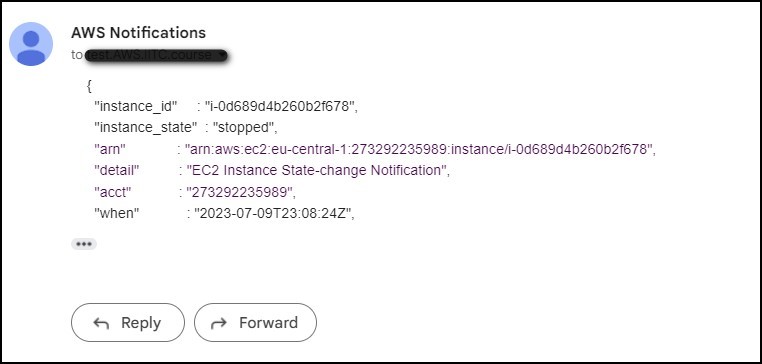 AWS Notifications
to
{
"instance_id" : "i-0d689d4b260b2f678",
"instance_state" : "stopped",
"arn" : "arn:aws:ec2:eu-central-1:273292235989:instance/i-0d689d4b260b2f678",
"detail" : "EC2 Instance State-change Notification",
"acct" : "273292235989",
"when" : "2023-07-09T23:08:24Z",
Reply Forward